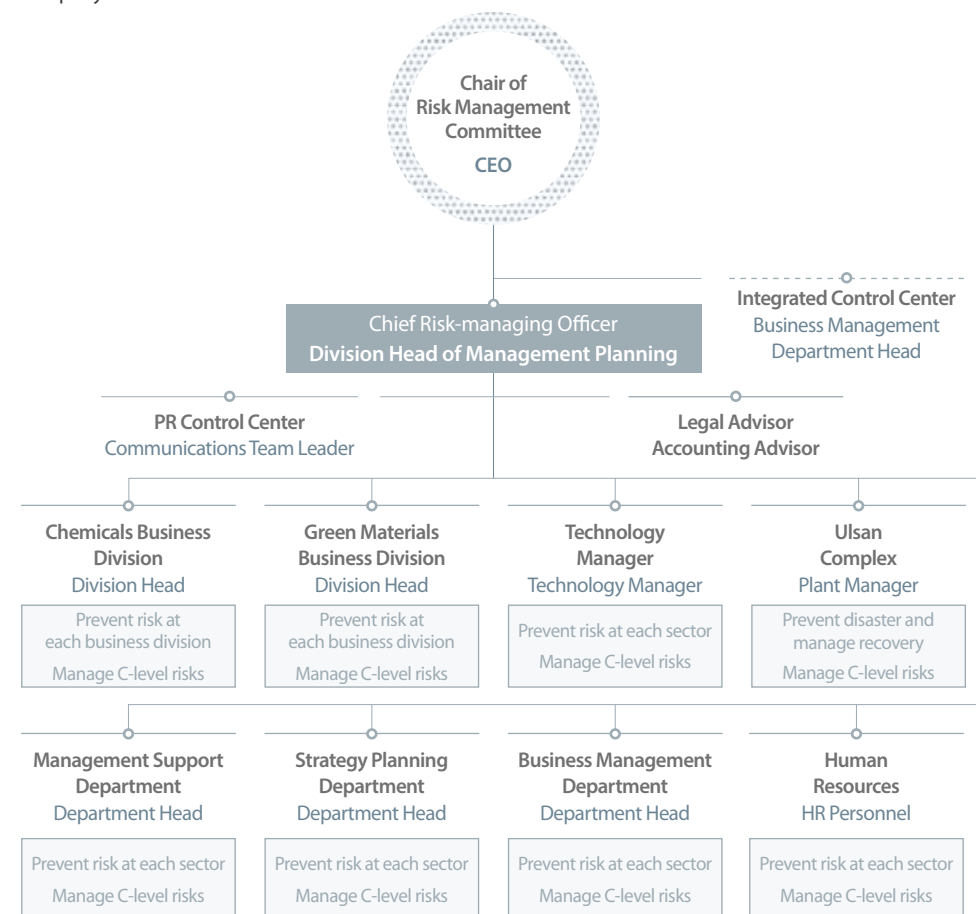 Chair of
Risk Management
Committee
CEO
Integrated Control Center
Business Management
Department Head
Chief Risk-managing Officer
Division Head of Management Planning
PR Control Center
Communications Team Leader
Legal Advisor
Accounting Advisor
Chemicals Business
Division
Division Head
Prevent risk at
each business division
Manage C-level risks
Green Materials
Business Division
Division Head
Prevent risk at
each business division
Manage C-level risks
Technology
Manager
Technology Manager
Prevent risk at each sector
Manage C-level risks
Ulsan
Complex
Plant Manager
Prevent disaster and
manage recovery
Manage C-level risks
Management Support
Department
Department Head
Prevent risk at each sector
Manage C-level risks
Strategy Planning
Department
Department Head
Prevent risk at each sector
Manage C-level risks
Business Management
Department
Department Head
Prevent risk at each sector
Manage C-level risks
Human
Resources
HR Personnel
Prevent risk at each sector
Manage C-level risks